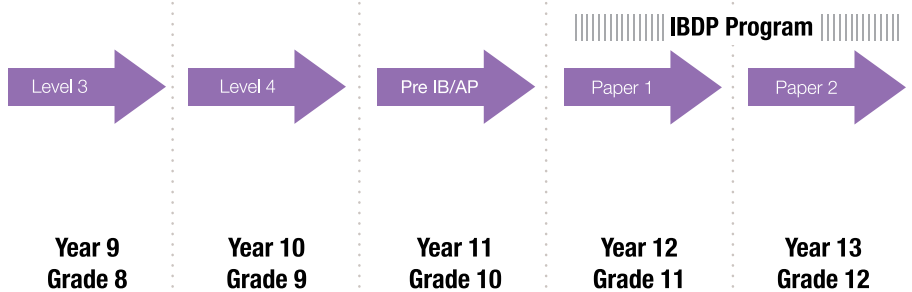 IBDP Program
Level 3
Level 4
Pre IB/AP
Paper 1
Paper 2
Year 9
Grade 8
Year 10
Grade 9
Year 11
Grade 10
Year 12
Grade 11
Year 13
Grade 12